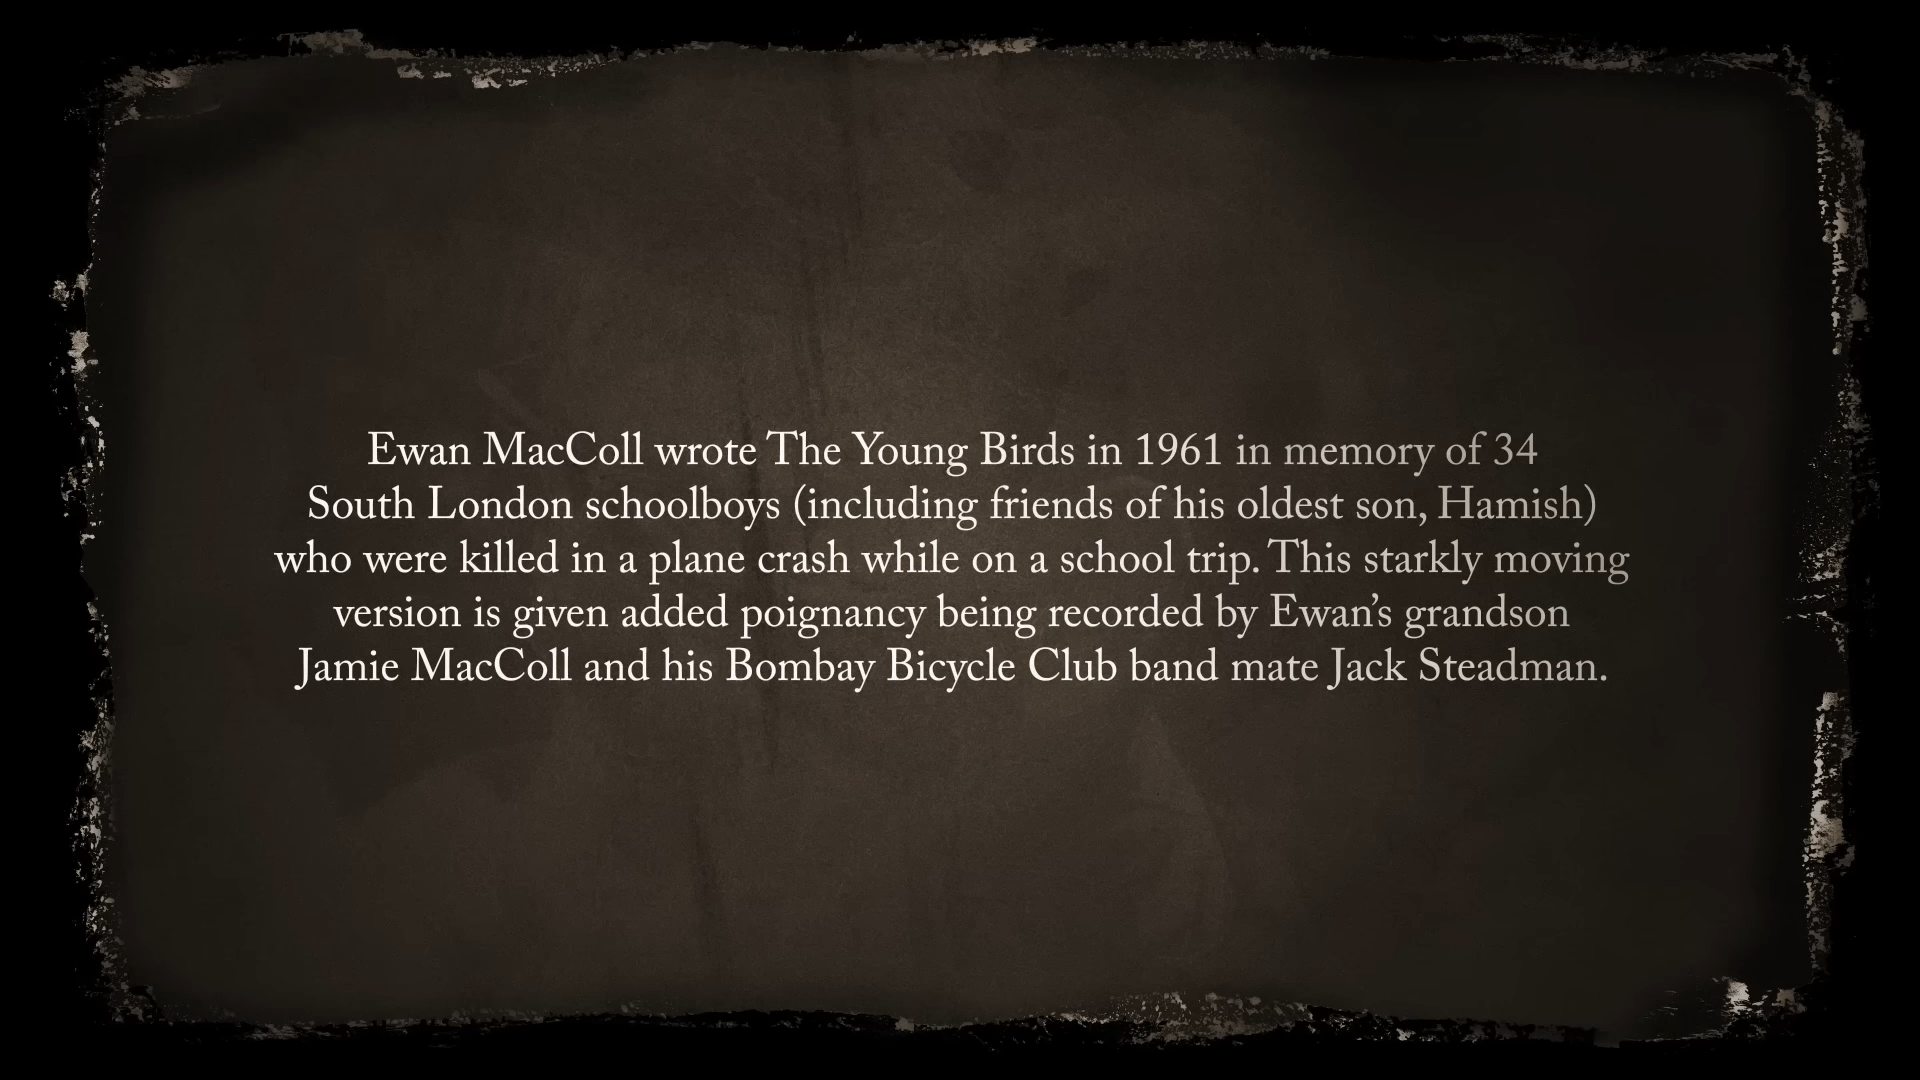 Ewan MacColl wrote The Young Birds in 1961 in memory of 34
South London schoolboys (including friends of his oldest son, Hamish)
who were killed in a plane crash while on a school trip. This starkly moving
version is given added poignancy being recorded by Ewan’s grandson
Jamie MacColl and his Bombay Bicycle Club band mate Jack Steadman.